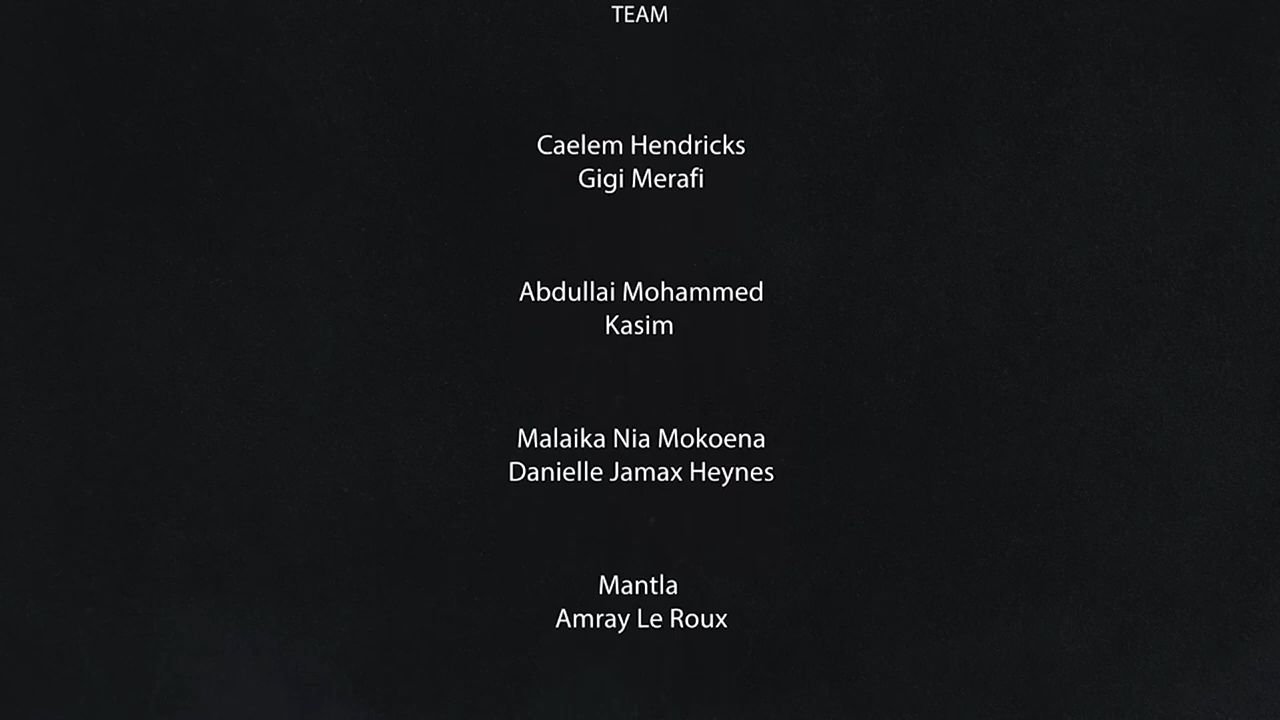 TEAM
Caelem Hendricks
Gigi Merafi
Abdullai Mohammed
Kasim
Malaika Nia Mokoena
Danielle Jamax Heynes
Mantla
Amray Le Roux